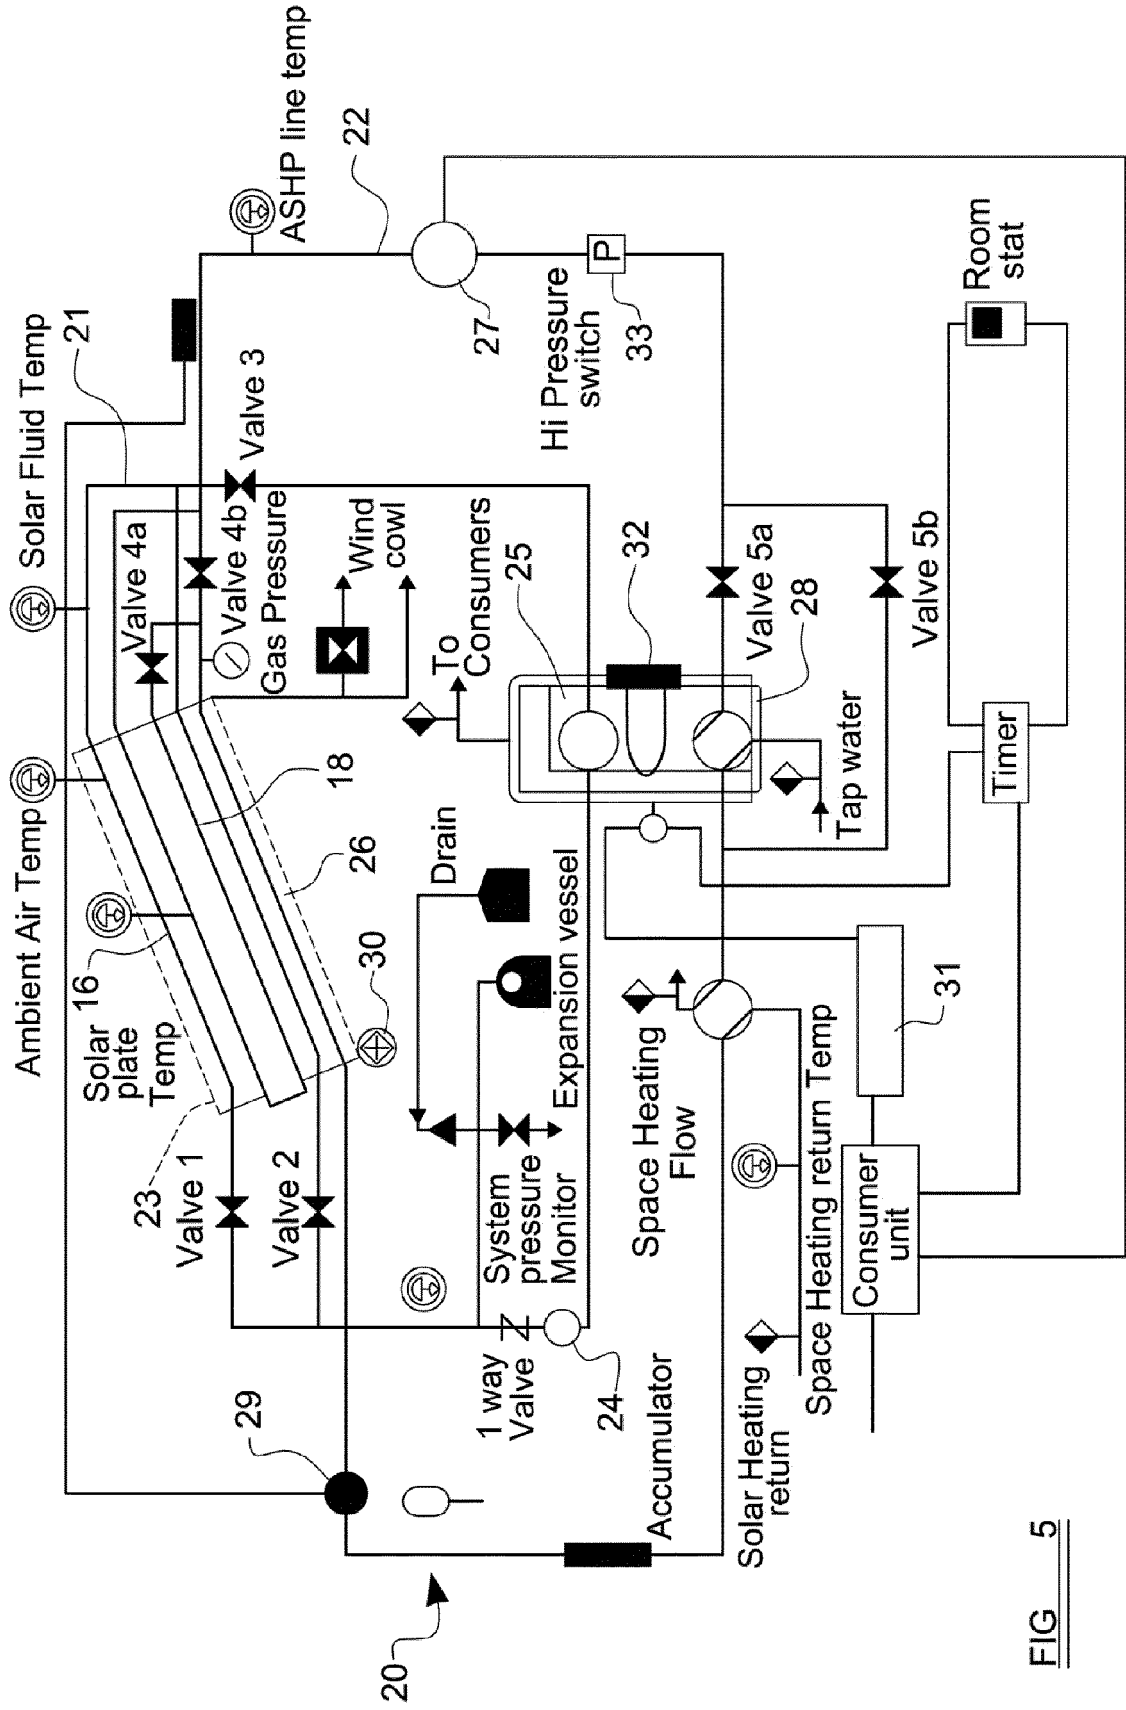 Ambient Air Temp
Solar Fluid Temp
21
ASHP line temp
22
16
Solar
plate
Temp
23
Valve 1
Valve 2
18
26
30
Valve 4a
Valve 4b
Valve 3
Gas Pressure
Wind
cowl
27
Hi Pressure
switch
33
P
29
20
1 way
Valve
24
System
pressure
Monitor
Drain
Expansion vessel
To
Consumers
25
32
Valve 5a
28
Tap water
Valve 5b
Room
stat
Timer
Accumulator
Space Heating
Flow
Solar Heating
return
Space Heating return Temp
31
Consumer
unit
FIG 5